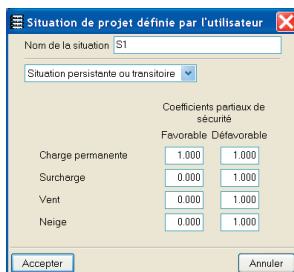 Situation de projet définie par l'utilisateur
Nom de la situation S1
Situation persistante ou transitoire
Coefficients partiaux de
sécurité
Favorable Défavorable
Charge permanente 1.000 1.000
Surcharge 0.000 1.000
Vent 0.000 1.000
Neige 0.000 1.000
Accepter Annuler